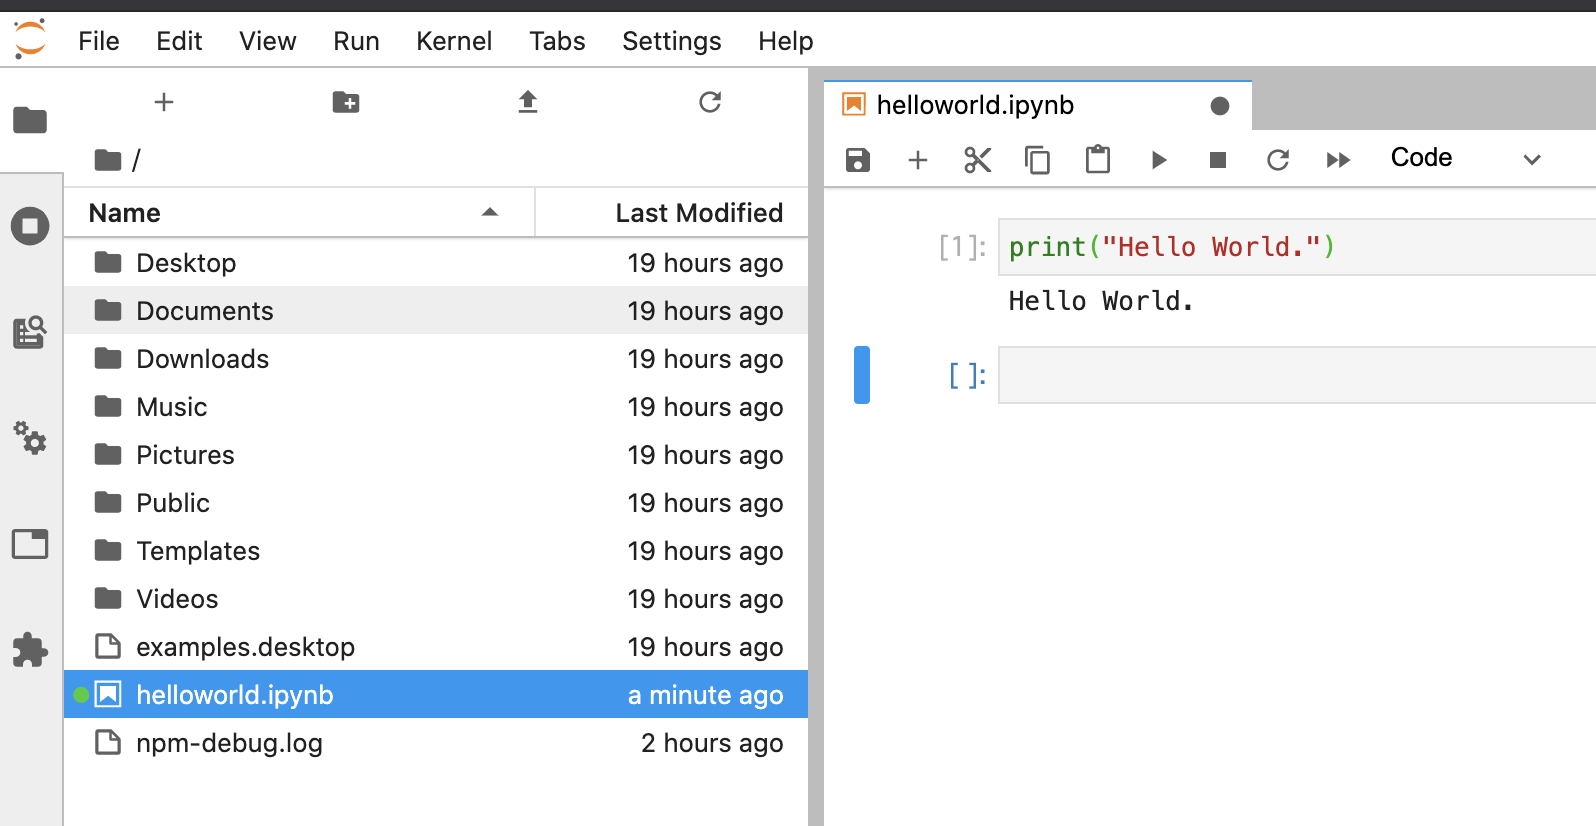 File Edit View Run Kernel Tabs Settings Help
/
Name Last Modified
Desktop 19 hours ago
Documents 19 hours ago
Downloads 19 hours ago
Music 19 hours ago
Pictures 19 hours ago
Public 19 hours ago
Templates 19 hours ago
Videos 19 hours ago
examples.desktop 19 hours ago
helloworld.ipynb a minute ago
npm-debug.log 2 hours ago
helloworld.ipynb
Code
[1]: print("Hello World.")
Hello World.
[ ]: